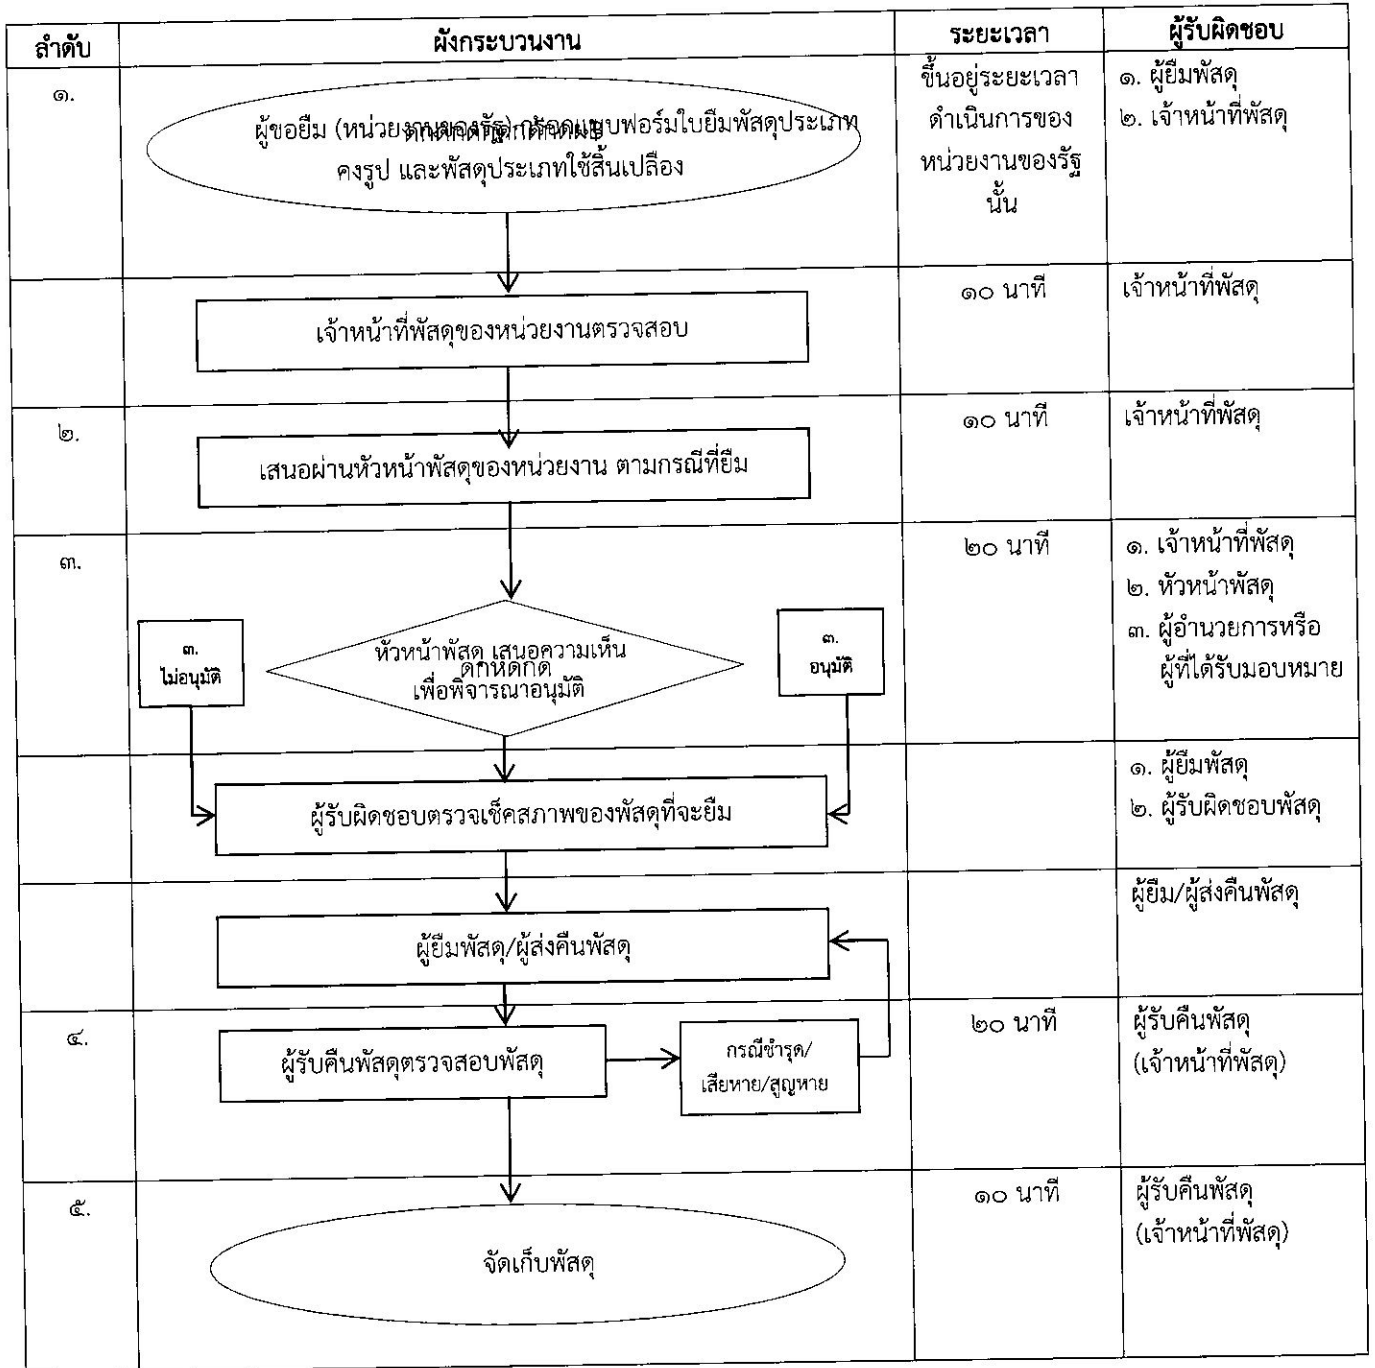 ลำดับ
ผังกระบวนงาน
ระยะเวลา
ผู้รับผิดชอบ
๑.
ผู้ขอยืม (หน่วยงานของรัฐ) กรอกแบบฟอร์มใบยืมพัสดุประเภท
คงรูป และพัสดุประเภทใช้สิ้นเปลือง
ขึ้นอยู่ระยะเวลา
ดำเนินการของ
หน่วยงานของรัฐ
นั้น
๑. ผู้ยืมพัสดุ
๒. เจ้าหน้าที่พัสดุ
เจ้าหน้าที่พัสดุของหน่วยงานตรวจสอบ
๑๐ นาที
เจ้าหน้าที่พัสดุ
๒.
เสนอผ่านหัวหน้าพัสดุของหน่วยงาน ตามกรณีที่ยืม
๑๐ นาที
เจ้าหน้าที่พัสดุ
๓.
๓.
ไม่อนุมัติ
หัวหน้าพัสดุ เสนอความเห็น
เพื่อพิจารณาอนุมัติ
๓.
อนุมัติ
๒๐ นาที
๑. เจ้าหน้าที่พัสดุ
๒. หัวหน้าพัสดุ
๓. ผู้อำนวยการหรือ
ผู้ที่ได้รับมอบหมาย
ผู้รับผิดชอบตรวจเช็คสภาพของพัสดุที่จะยืม
๑. ผู้ยืมพัสดุ
๒. ผู้รับผิดชอบพัสดุ
ผู้ยืมพัสดุ/ผู้ส่งคืนพัสดุ
ผู้ยืม/ผู้ส่งคืนพัสดุ
๔.
ผู้รับคืนพัสดุตรวจสอบพัสดุ
กรณีชำรุด/
เสียหาย/สูญหาย
๒๐ นาที
ผู้รับคืนพัสดุ
(เจ้าหน้าที่พัสดุ)
๕.
จัดเก็บพัสดุ
๑๐ นาที
ผู้รับคืนพัสดุ
(เจ้าหน้าที่พัสดุ)